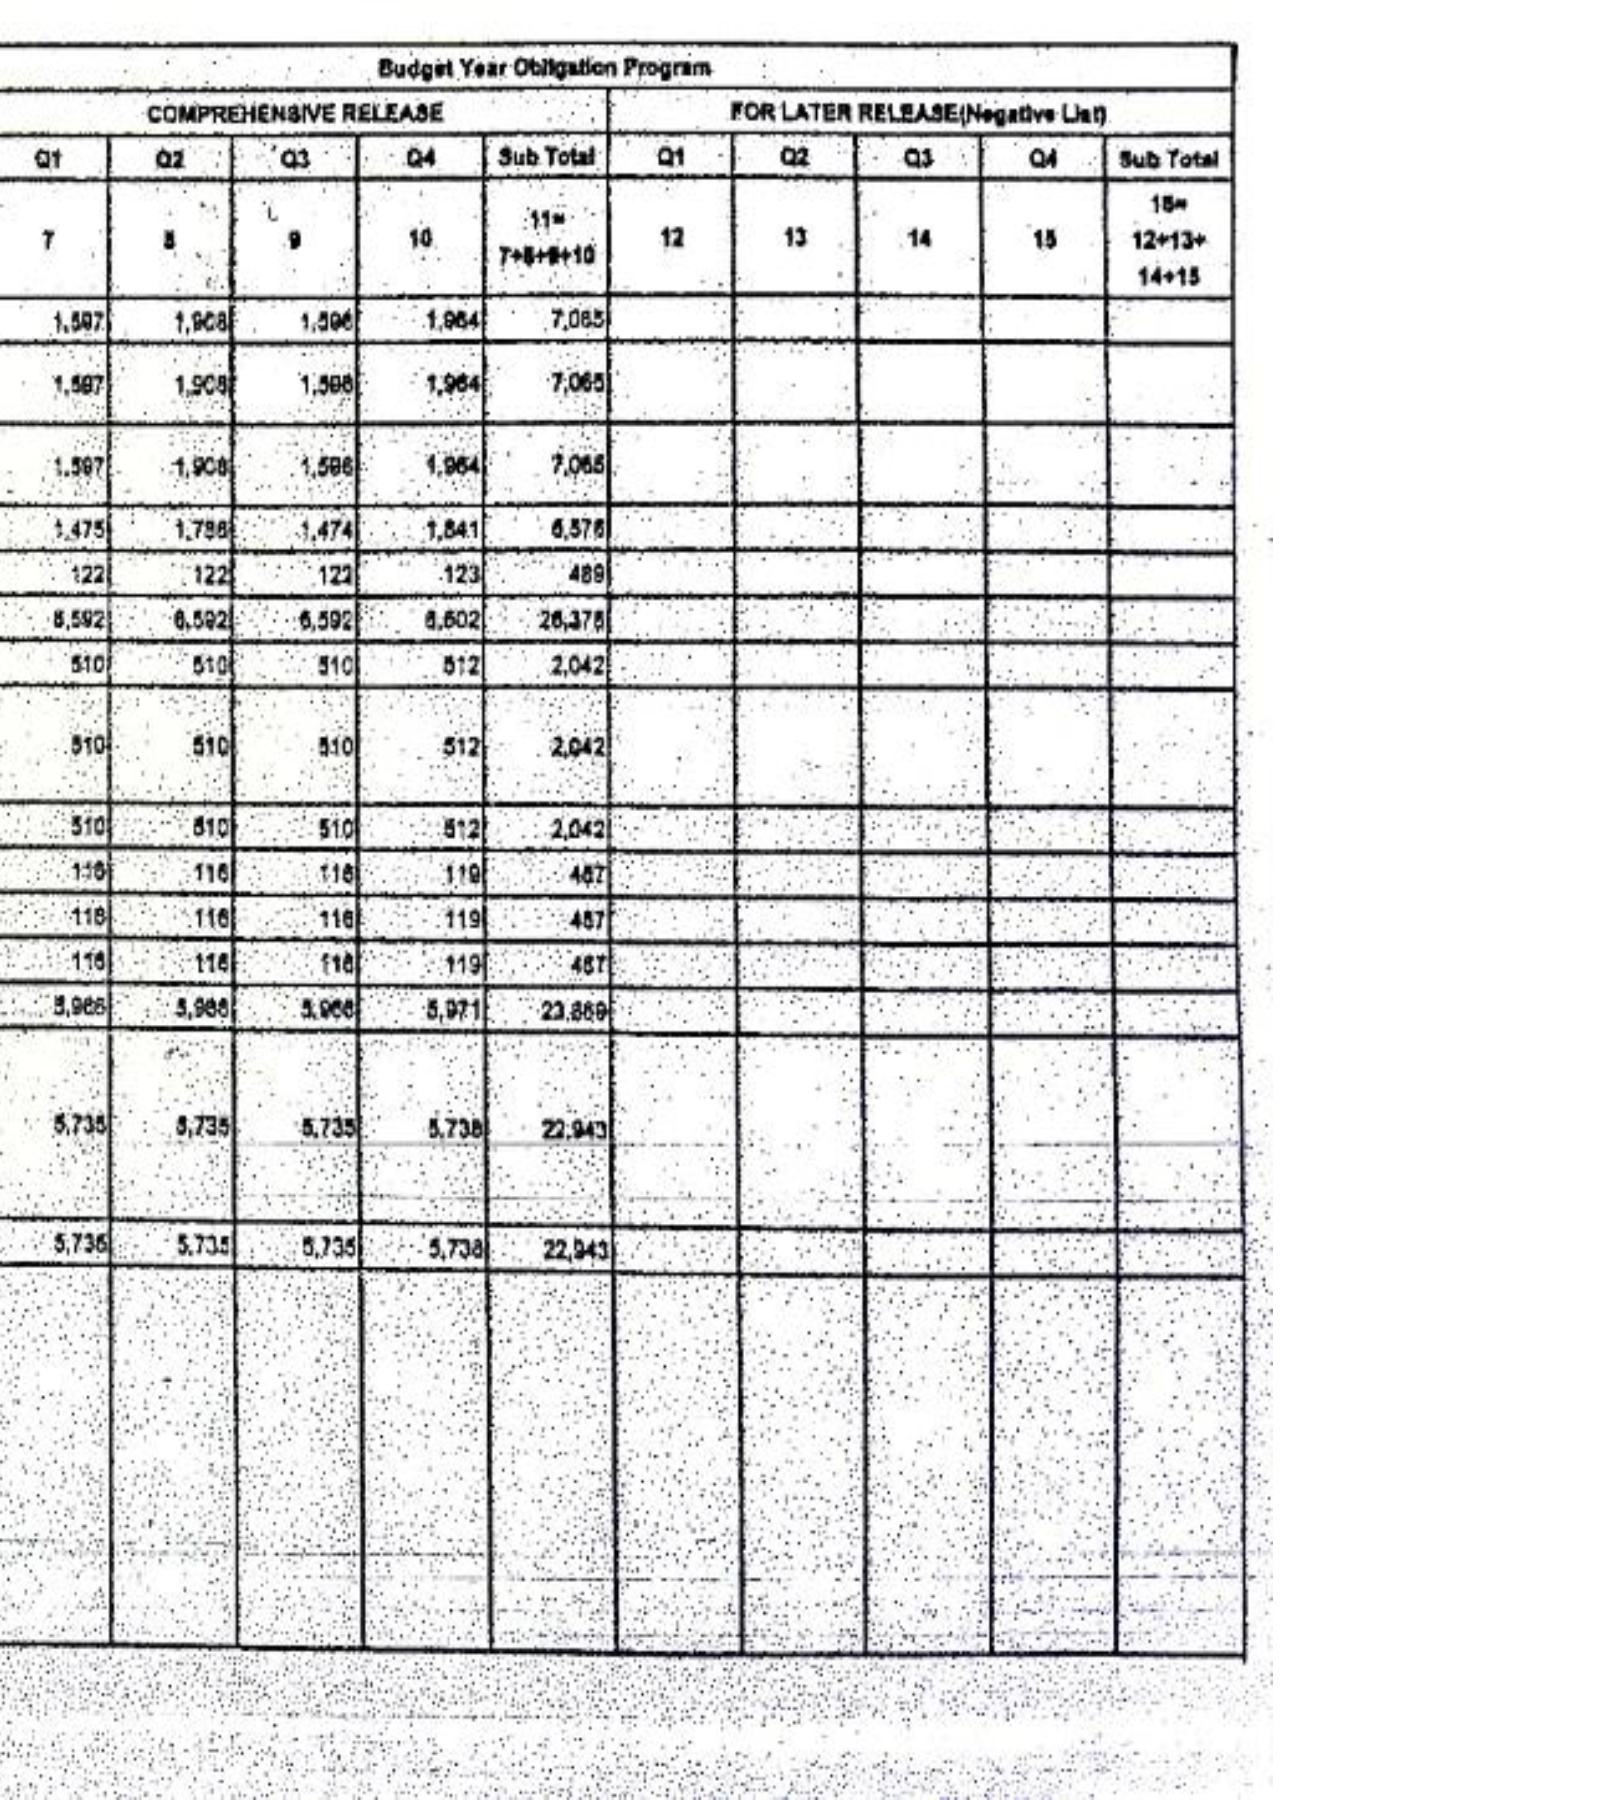 Budget Year Obligation Program
COMPREHENSIVE RELEASE FOR LATER RELEASE(Negative List)
Q1 Q2 Q3 Q4 Sub Total Q1 Q2 Q3 Q4 Sub Total
7 8 9 10 11= 7+8+9+10 12 13 14 15 16= 12+13+ 14+15
1,597 1,908 1,596 1,964 7,065
1,597 1,908 1,596 1,964 7,065
1,597 1,908 1,596 1,964 7,065
1,475 1,786 1,474 1,841 6,576
122 122 122 123 489
6,592 6,592 6,592 6,602 26,378
510 510 510 512 2,042
510 510 510 512 2,042
510 510 510 512 2,042
116 116 116 119 467
116 116 116 119 467
116 116 116 119 467
5,966 5,966 5,966 5,971 23,869
5,735 5,735 5,735 5,738 22,943
5,735 5,735 5,735 5,738 22,943